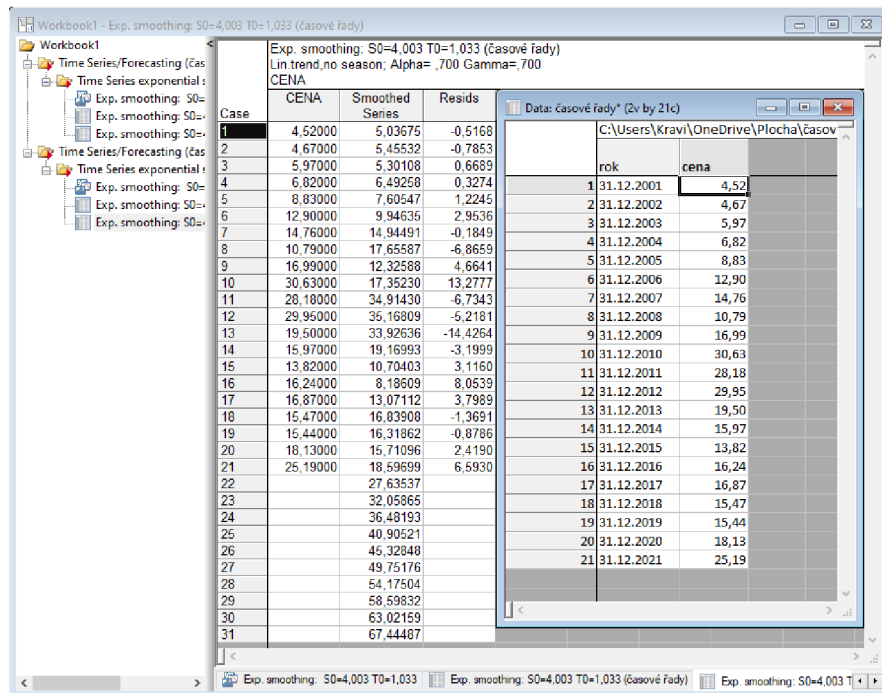 Workbook1 - Exp. smoothing: S0=4,003 T0=1,033 (časové řady)
Workbook1
Time Series/Forecasting (čas
Time Series exponential s
Exp. smoothing: S0=
Exp. smoothing: S0=4
Exp. smoothing: S0=4
Time Series/Forecasting (čas
Time Series exponential s
Exp. smoothing: S0=
Exp. smoothing: S0=4
Exp. smoothing: S0=4
Exp. smoothing: S0=4,003 T0=1,033 (časové řady)
Lin.trend,no season; Alpha= ,700 Gamma=,700
CENA
Case CENA Smoothed Series Resids
1 4,52000 5,03675 -0,5168
2 4,67000 5,45532 -0,7853
3 5,97000 5,30108 0,6689
4 6,82000 6,49258 0,3274
5 8,83000 7,60547 1,2245
6 12,90000 9,94635 2,9536
7 14,76000 14,94491 -0,1849
8 10,79000 17,65587 -6,8659
9 16,99000 12,32588 4,6641
10 30,63000 17,35230 13,2777
11 28,18000 34,91430 -6,7343
12 29,95000 35,16809 -5,2181
13 19,50000 33,92636 -14,4264
14 15,97000 19,16993 -3,1999
15 13,82000 10,70403 3,1160
16 16,24000 8,18609 8,0539
17 16,87000 13,07112 3,7989
18 15,47000 16,83908 -1,3691
19 15,44000 16,31862 -0,8786
20 18,13000 15,71096 2,4190
21 25,19000 18,59699 6,5930
22 27,63537
23 32,05865
24 36,48193
25 40,90521
26 45,32848
27 49,75176
28 54,17504
29 58,59832
30 63,02159
31 67,44487
Data: časové řady* (2v by 21c)
C:\Users\Kravi\OneDrive\Plocha\časov
rok cena
1 31.12.2001 4,52
2 31.12.2002 4,67
3 31.12.2003 5,97
4 31.12.2004 6,82
5 31.12.2005 8,83
6 31.12.2006 12,90
7 31.12.2007 14,76
8 31.12.2008 10,79
9 31.12.2009 16,99
10 31.12.2010 30,63
11 31.12.2011 28,18
12 31.12.2012 29,95
13 31.12.2013 19,50
14 31.12.2014 15,97
15 31.12.2015 13,82
16 31.12.2016 16,24
17 31.12.2017 16,87
18 31.12.2018 15,47
19 31.12.2019 15,44
20 31.12.2020 18,13
21 31.12.2021 25,19
Exp. smoothing: S0=4,003 T0=1,033
Exp. smoothing: S0=4,003 T0=1,033 (časové řady)
Exp. smoothing: S0=4,003 T